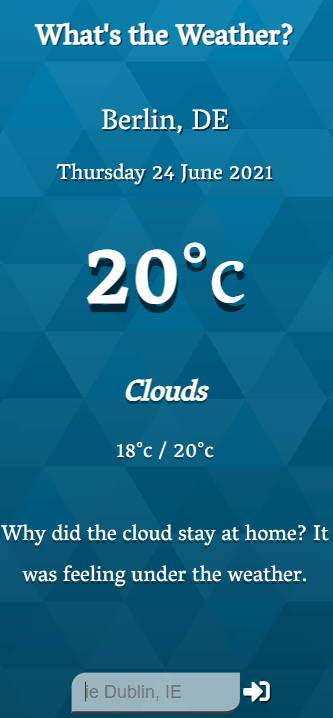 What's the Weather?
Berlin, DE
Thursday 24 June 2021
20°c
Clouds
18°c / 20°c
Why did the cloud stay at home? It
was feeling under the weather.
ie Dublin, IE